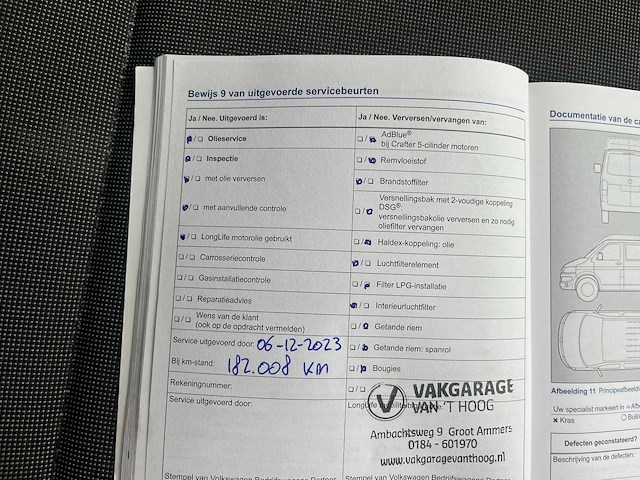 Bewijs 9 van uitgevoerde servicebeurten
Ja / Nee. Uitgevoerd is:
Olieservice
Inspectie
met olie verversen
met aanvullende controle
LongLife motorolie gebruikt
Carrosseriecontrole
Gasinstallatiecontrole
Reparatieadvies
Wens van de klant
(ook op de opdracht vermelden)
Service uitgevoerd door: 06-12-2023
Bij km-stand: 182.008 km
Rekeningnummer:
Service uitgevoerd door:
Stempel van Volkswagen Bedrijfswagens Partner
Ja / Nee. Verversen/vervangen van:
AdBlue®
bij Crafter 5-cilinder motoren
Remvloeistof
Brandstoffilter
Versnellingsbak met 2-voudige koppeling
DSG®:
versnellingsbakolie verversen en zo nodig
oliefilter vervangen
Haldex-koppeling: olie
Luchtfilterelement
Filter LPG-installatie
Interieurluchtfilter
Getande riem
Getande riem: spanrol
Bougies
VAKGARAGE
VAN 'T HOOG
Ambachtsweg 9 Groot Ammers
0184 - 601970
www.vakgaragevanthoog.nl
Stempel van Volkswagen Bedrijfswagens Partner
Documentatie van de ca
Afbeelding 11 Principeafbeeld
Uw specialist markeert in
x Kras
Defecten geconstateerd?
Beschrijving van de defecten: